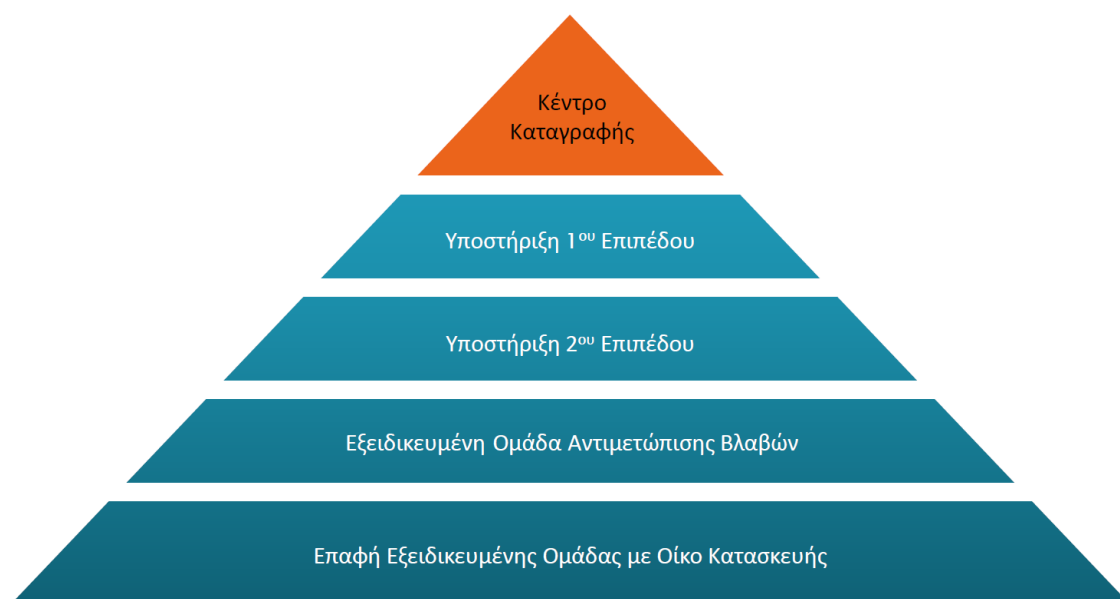 Κέντρο
Καταγραφής
Υποστήριξη 1ου Επιπέδου
Υποστήριξη 2ου Επιπέδου
Εξειδικευμένη Ομάδα Αντιμετώπισης Βλαβών
Επαφή Εξειδικευμένης Ομάδας με Οίκο Κατασκευής